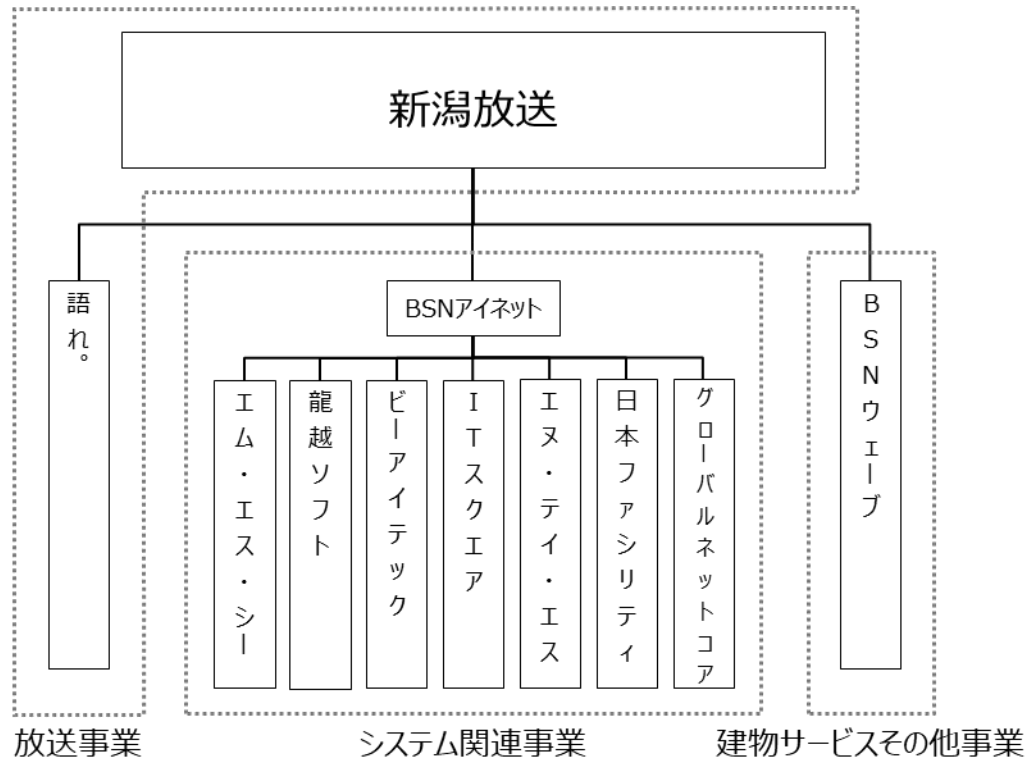 新潟放送
語れ。
BSNアイネット
エム・エス・シー
龍越ソフト
ビーアイテック
ITスクエア
エヌ・テイ・エス
日本ファシリティ
グローバルネットコア
BSNウェーブ
放送事業
システム関連事業
建物サービスその他事業